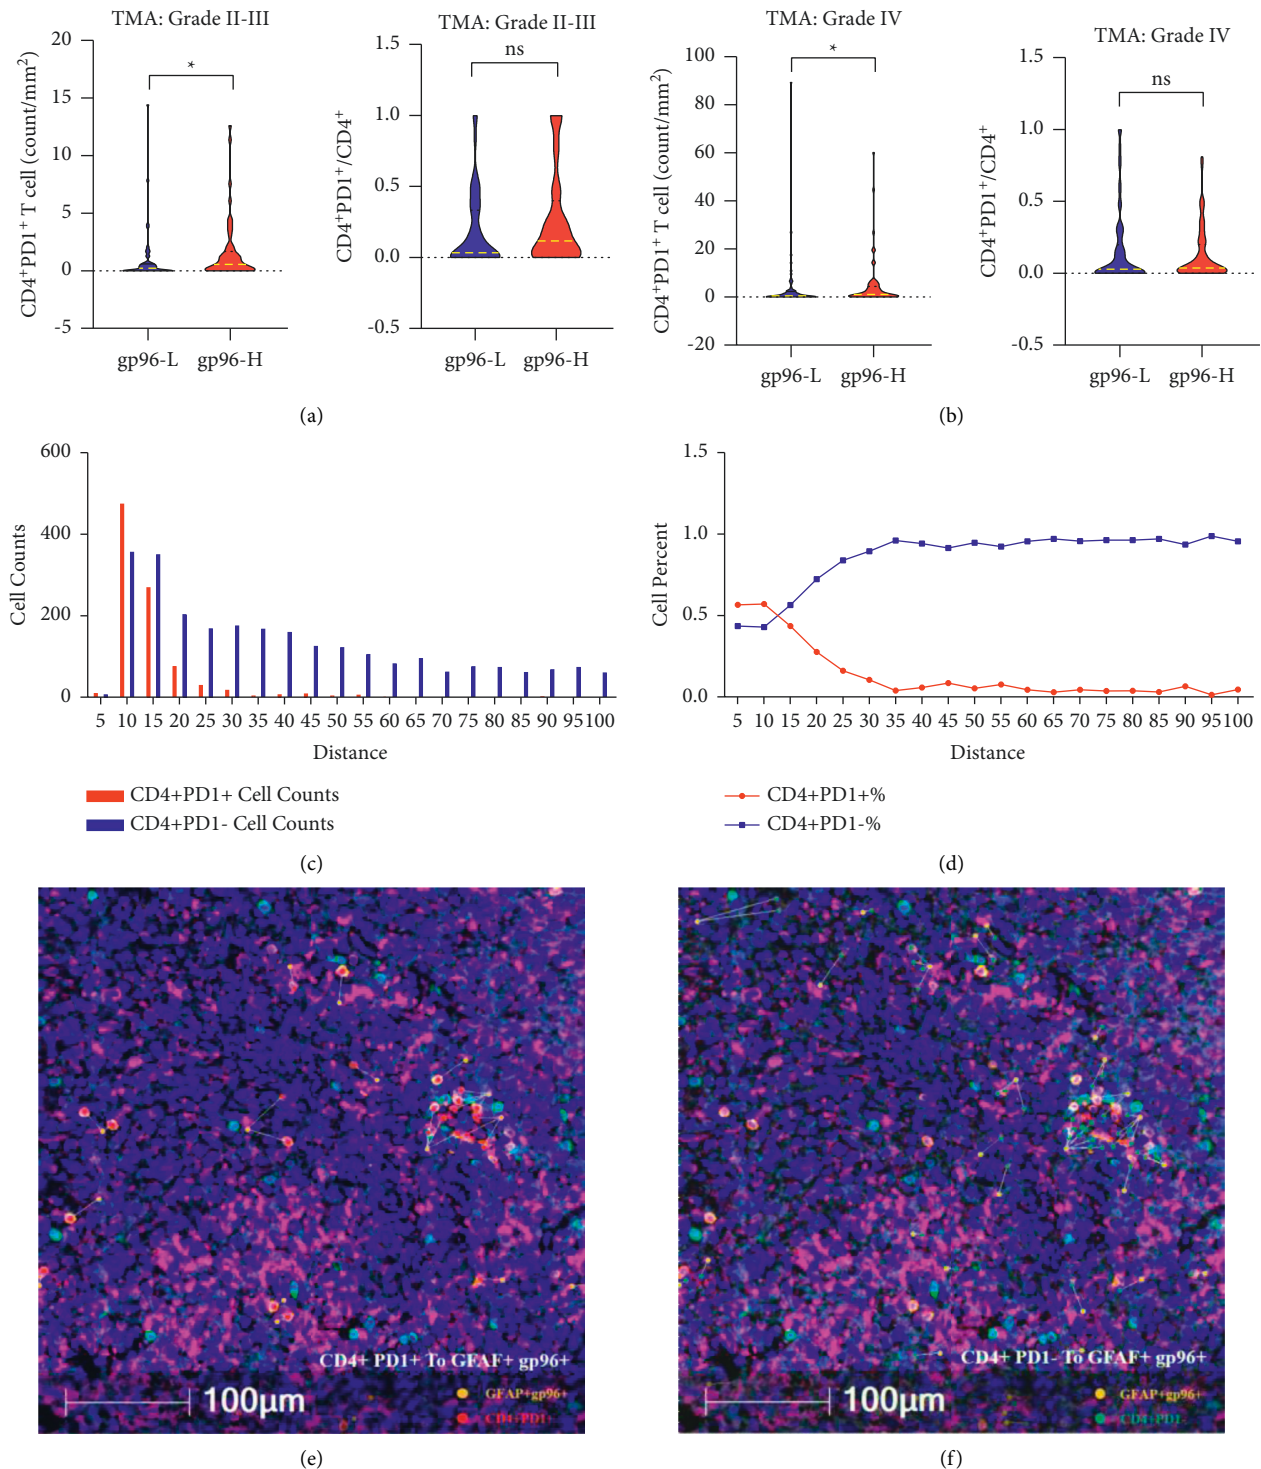 TMA: Grade II-III
*
CD4+PD1+ T cell (count/mm2)
20
15
10
5
0
-5
gp96-L gp96-H
TMA: Grade II-III
ns
CD4+PD1+/CD4+
1.5
1.0
0.5
0.0
-0.5
gp96-L gp96-H
(a)
TMA: Grade IV
*
CD4+PD1+ T cell (count/mm2)
100
80
60
40
20
0
-20
gp96-L gp96-H
TMA: Grade IV
ns
CD4+PD1+/CD4+
1.5
1.0
0.5
0.0
-0.5
gp96-L gp96-H
(b)
Cell Counts
600
400
200
0
5 10 15 20 25 30 35 40 45 50 55 60 65 70 75 80 85 90 95 100
Distance
CD4+PD1+ Cell Counts
CD4+PD1- Cell Counts
(c)
Cell Percent
1.5
1.0
0.5
0.0
5 10 15 20 25 30 35 40 45 50 55 60 65 70 75 80 85 90 95 100
Distance
CD4+PD1+%
CD4+PD1-%
(d)
CD4+ PD1+ To GFAF+ gp96+
100μm
GFAP+gp96+
CD4+PD1+
(e)
CD4+ PD1- To GFAF+ gp96+
100μm
GFAP+gp96+
CD4+PD1-
(f)